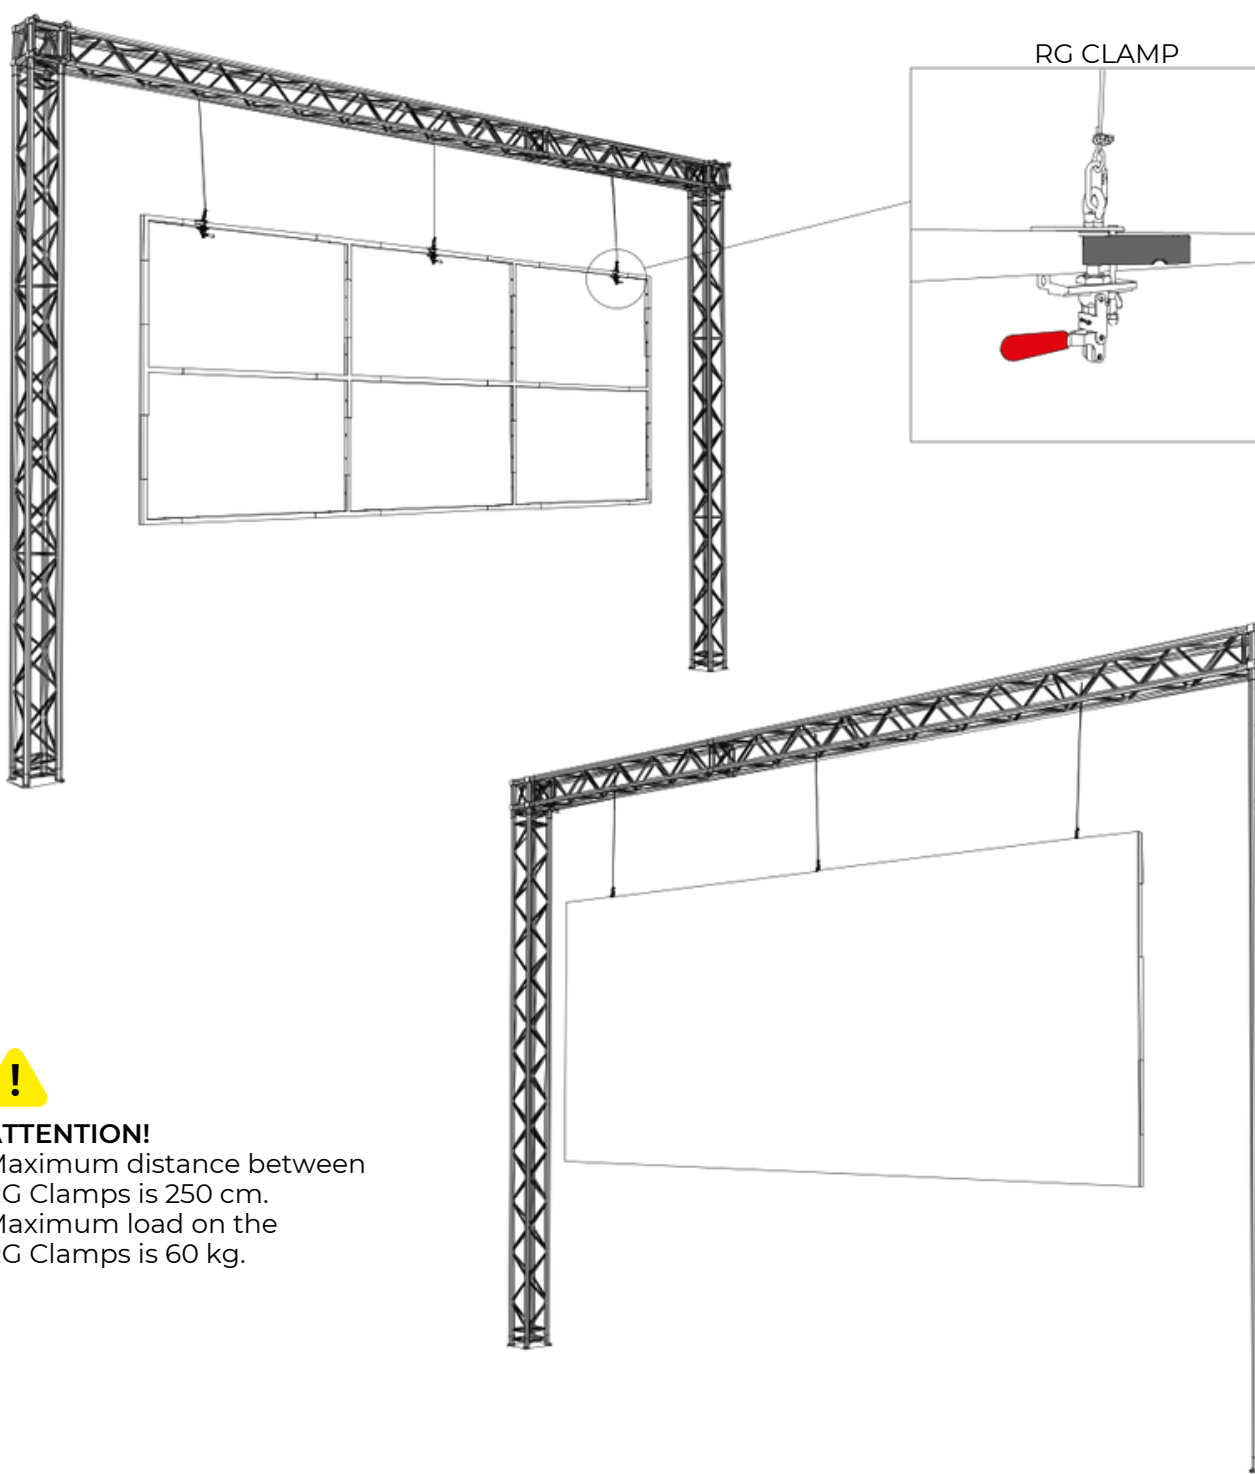 RG CLAMP
!
ATTENTION!
Maximum distance between
RG Clamps is 250 cm.
Maximum load on the
RG Clamps is 60 kg.